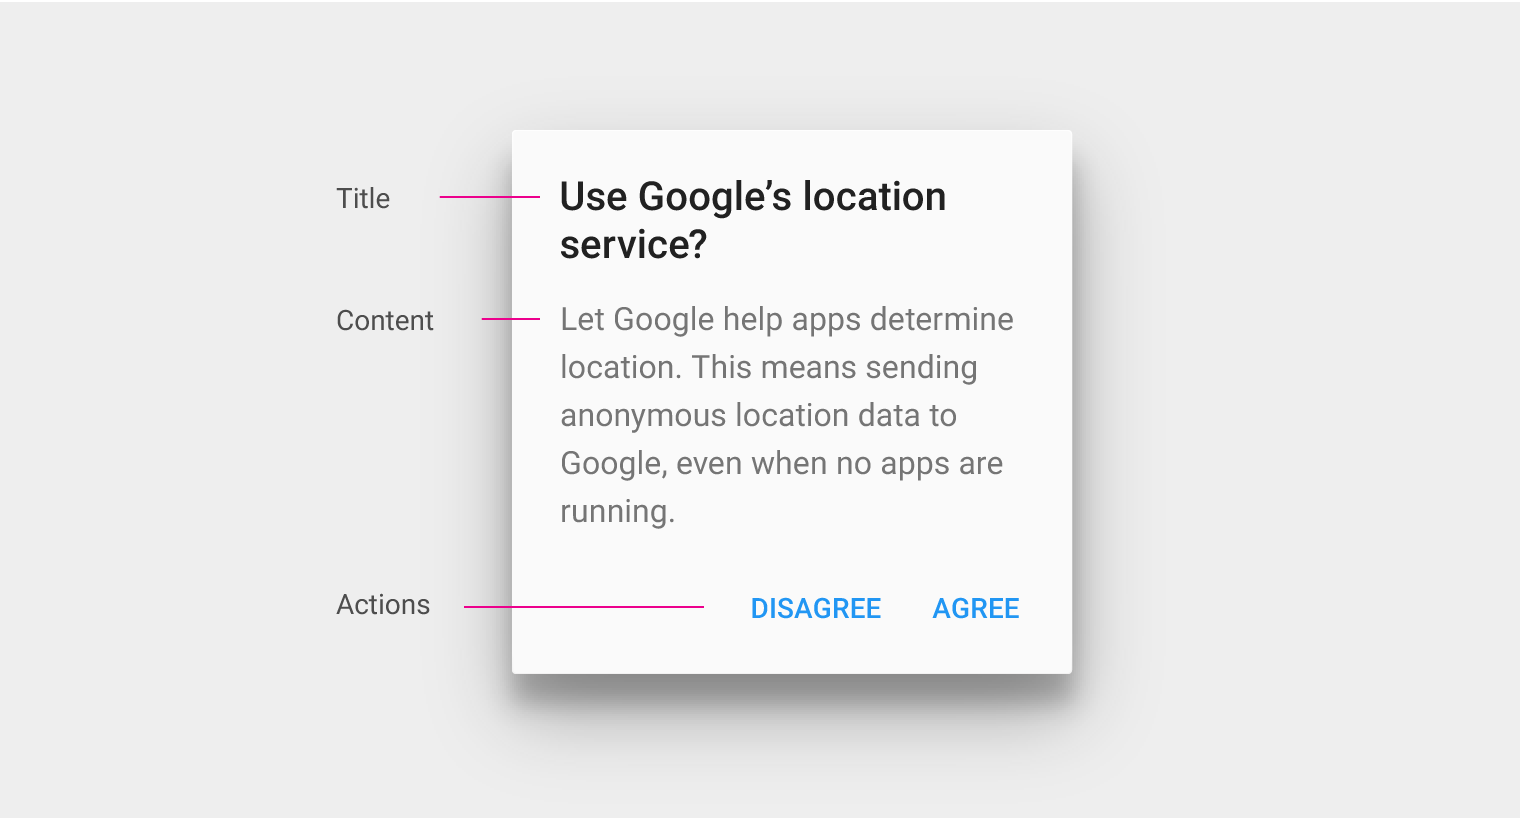 Title
Use Google’s location
service?
Content
Let Google help apps determine
location. This means sending
anonymous location data to
Google, even when no apps are
running.
Actions
DISAGREE AGREE